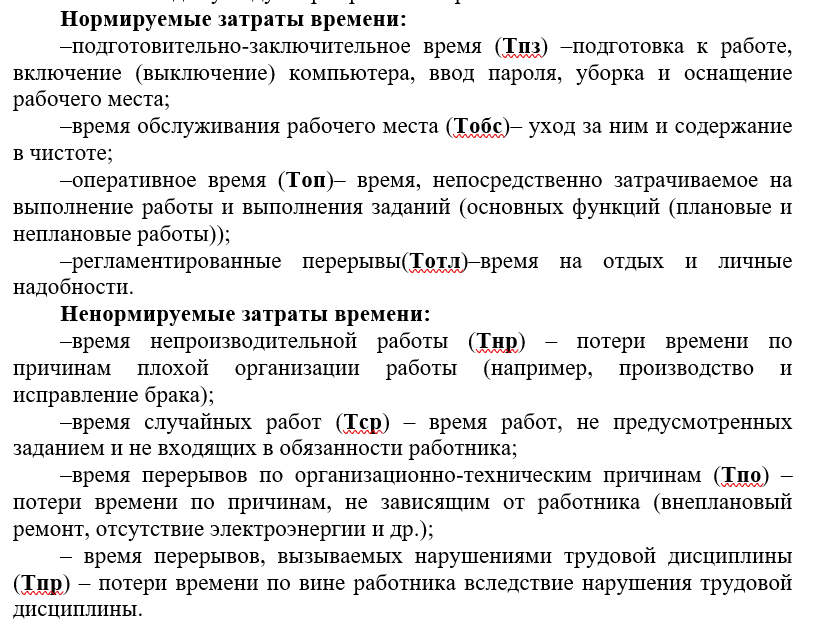 Нормируемые затраты времени:
–подготовительно-заключительное время (Тпз) –подготовка к работе,
включение (выключение) компьютера, ввод пароля, уборка и оснащение
рабочего места;
–время обслуживания рабочего места (Тобс)– уход за ним и содержание
в чистоте;
–оперативное время (Топ)– время, непосредственно затрачиваемое на
выполнение работы и выполнения заданий (основных функций (плановые и
неплановые работы));
–регламентированные перерывы(Тотл)–время на отдых и личные
надобности.
Ненормируемые затраты времени:
–время непроизводительной работы (Тнр) – потери времени по
причинам плохой организации работы (например, производство и
исправление брака);
–время случайных работ (Тср) – время работ, не предусмотренных
заданием и не входящих в обязанности работника;
–время перерывов по организационно-техническим причинам (Тпо) –
потери времени по причинам, не зависящим от работника (внеплановый
ремонт, отсутствие электроэнергии и др.);
– время перерывов, вызываемых нарушениями трудовой дисциплины
(Тпр) – потери времени по вине работника вследствие нарушения трудовой
дисциплины.